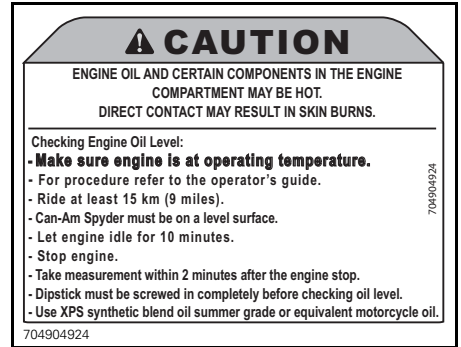 CAUTION
ENGINE OIL AND CERTAIN COMPONENTS IN THE ENGINE
COMPARTMENT MAY BE HOT.
DIRECT CONTACT MAY RESULT IN SKIN BURNS.
Checking Engine Oil Level:
- Make sure engine is at operating temperature.
- For procedure refer to the operator's guide.
- Ride at least 15 km (9 miles).
- Can-Am Spyder must be on a level surface.
- Let engine idle for 10 minutes.
- Stop engine.
- Take measurement within 2 minutes after the engine stop.
- Dipstick must be screwed in completely before checking oil level.
- Use XPS synthetic blend oil summer grade or equivalent motorcycle oil.
704904924
704904924